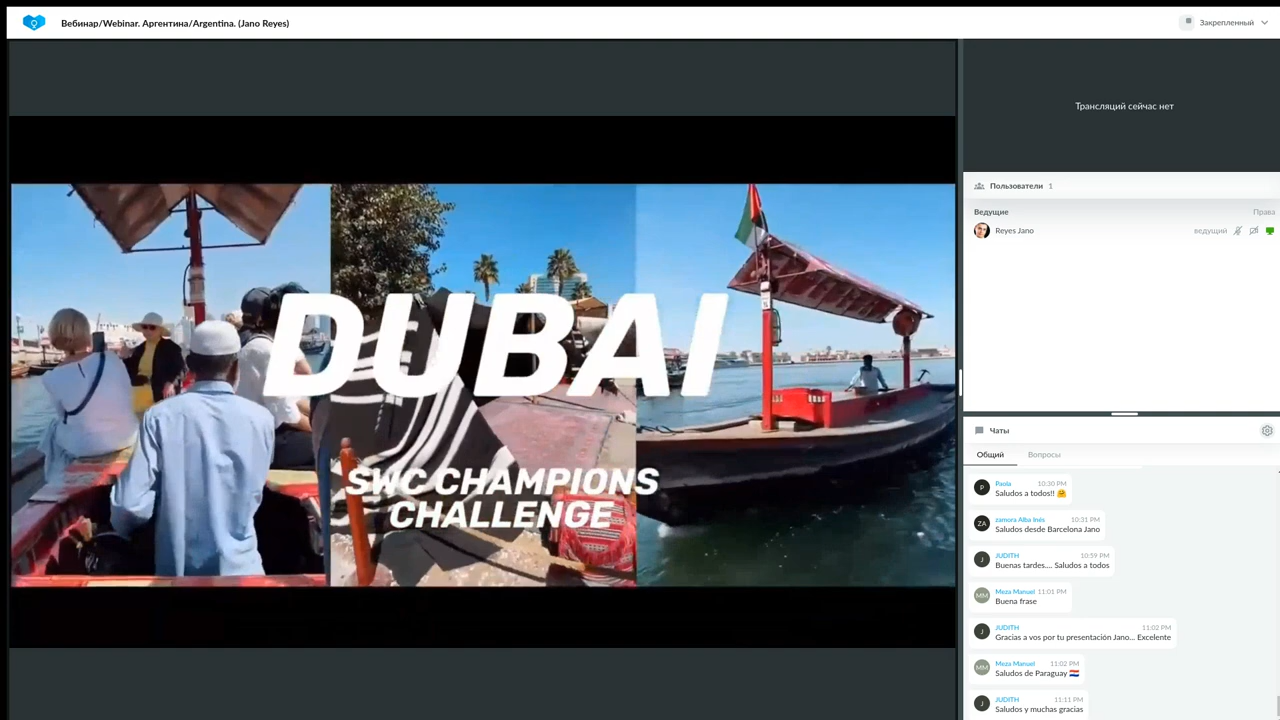 Вебинар/Webinar. Аргентина/Argentina. (Jano Reyes)
Закрепленный
DUBAI
SWC CHAMPIONS
CHALLENGE
Трансляций сейчас нет
Пользователи 1
Ведущие Права
Reyes Jano ведущий
Чаты
Общий Вопросы
P Paola 10:30 PM
Saludos a todos!! 🤗
ZA zamora Alba Inés 10:31 PM
Saludos desde Barcelona Jano
J JUDITH 10:59 PM
Buenas tardes.... Saludos a todos
MM Meza Manuel 11:01 PM
Buena frase
J JUDITH 11:02 PM
Gracias a vos por tu presentación Jano... Excelente
MM Meza Manuel 11:02 PM
Saludos de Paraguay 🇵🇾
J JUDITH 11:11 PM
Saludos y muchas gracias